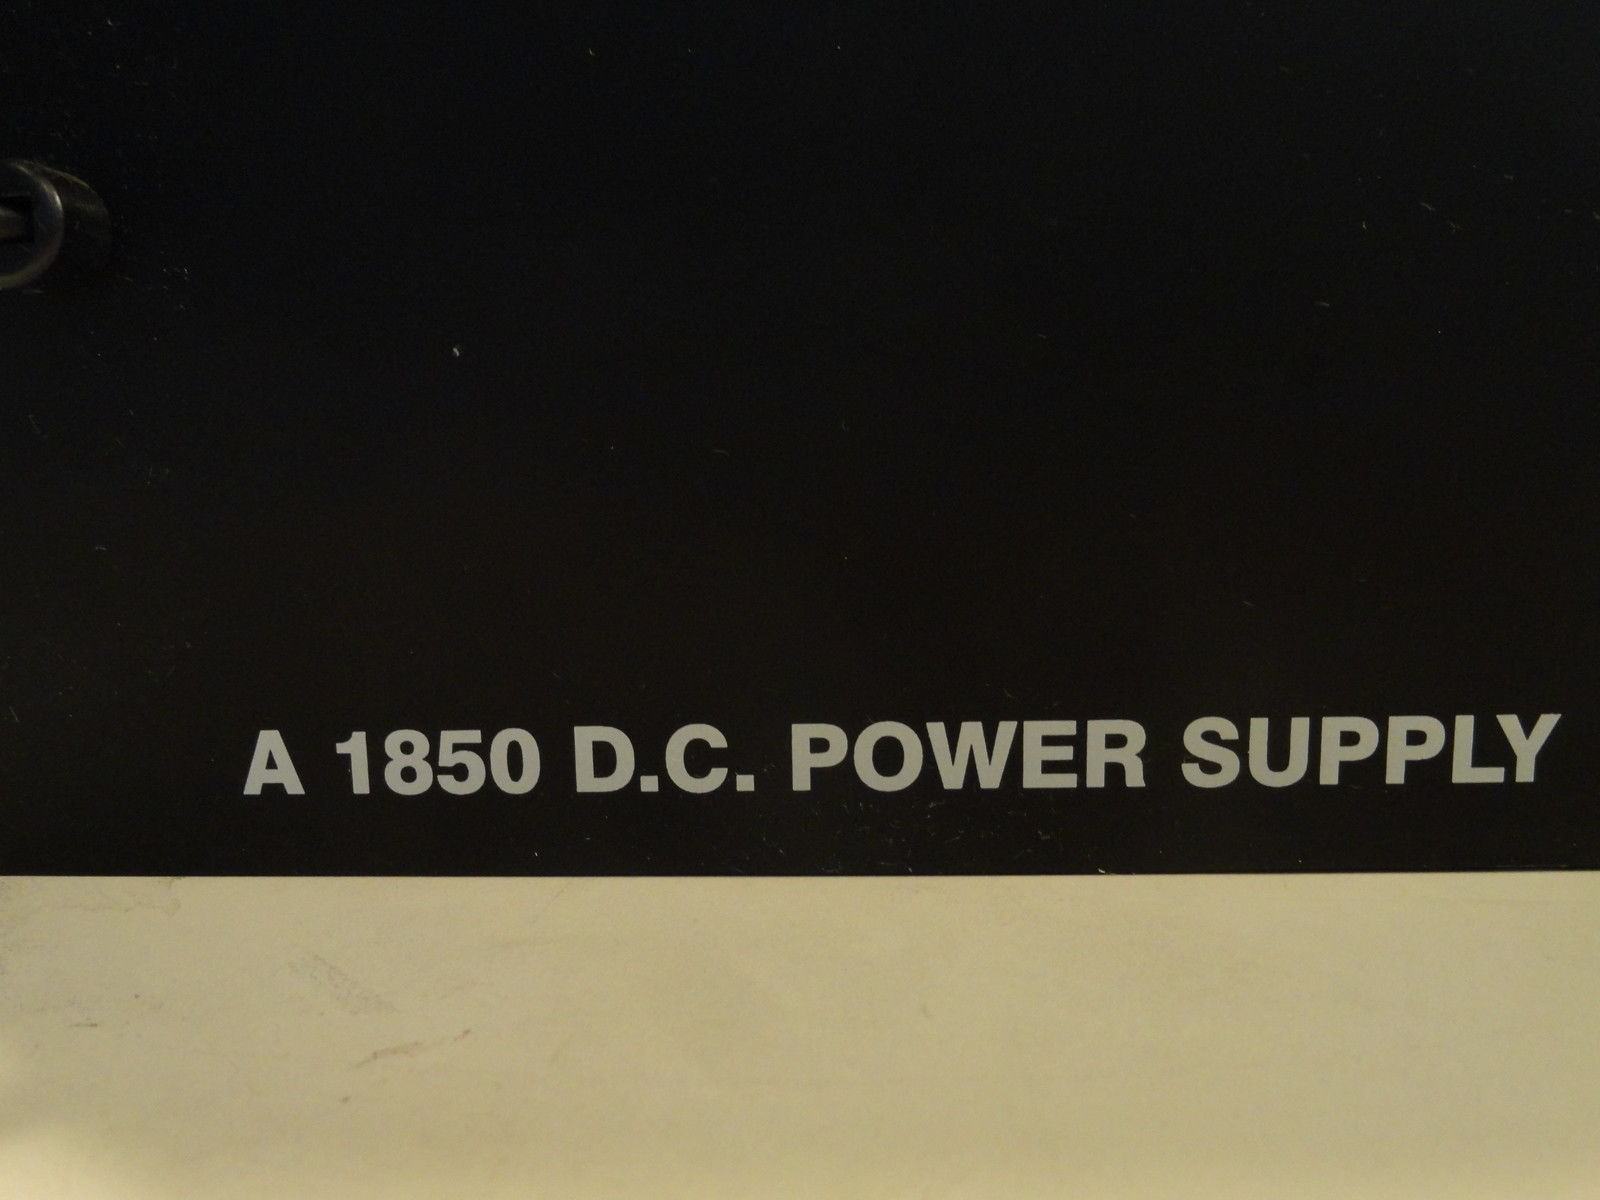 A 1850 D.C. POWER SUPPLY